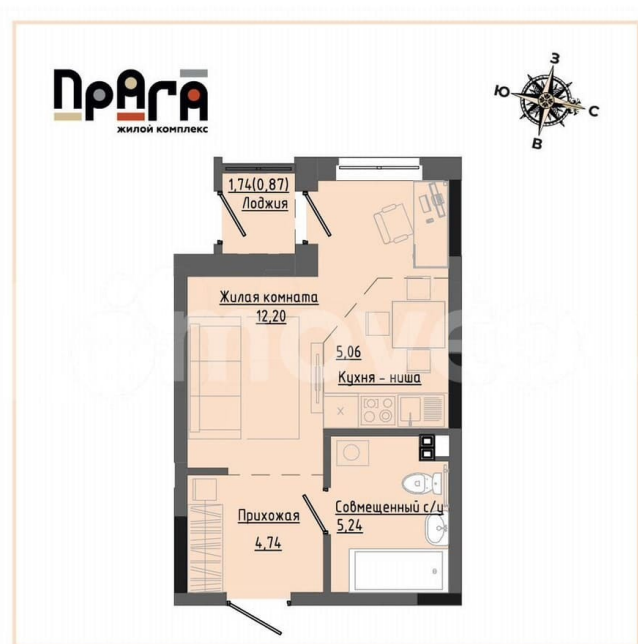 ПРАГА
жилой комплекс
З
Ю
С
В
1,74(0,87)
Лоджия
Жилая комната
12,20
5,06
Кухня - ниша
Прихожая
4,74
Совмещенный с/у
5,24
move